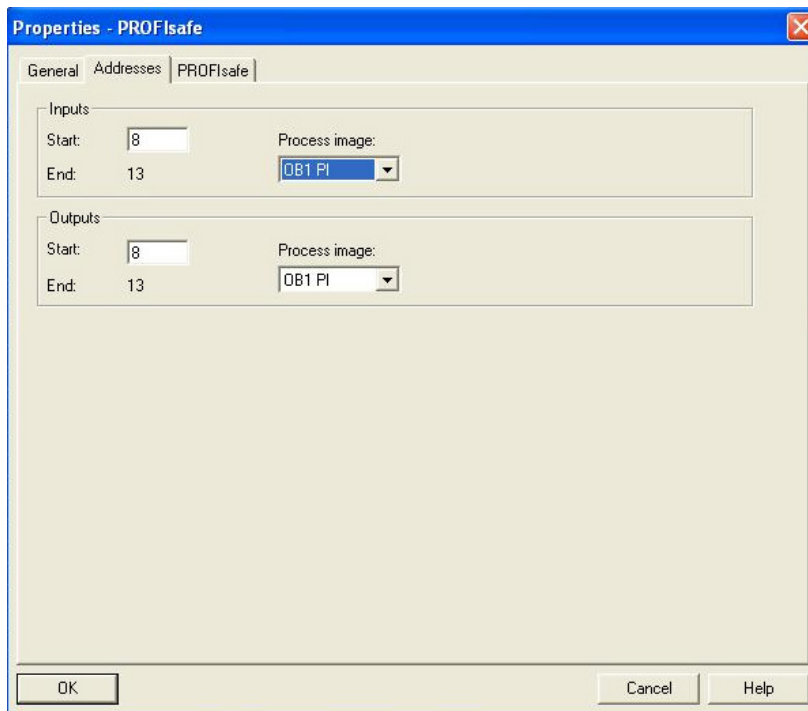 Properties - PROFIsafe
General Addresses PROFIsafe
Inputs
Start: 8 Process image:
End: 13 OB1 PI
Outputs
Start: 8 Process image:
End: 13 OB1 PI
OK Cancel Help